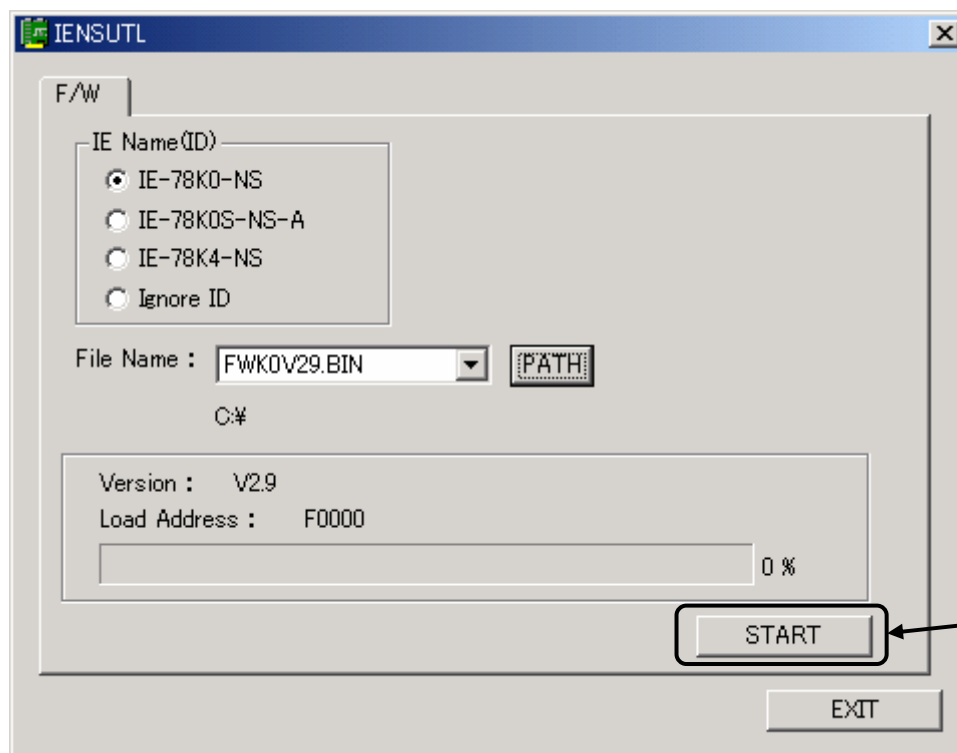 IENSUTL
F/W
IE Name(ID)
IE-78K0-NS
IE-78K0S-NS-A
IE-78K4-NS
Ignore ID
File Name : FWK0V29.BIN PATH
C:¥
Version : V2.9
Load Address : F0000
0 %
START
EXIT